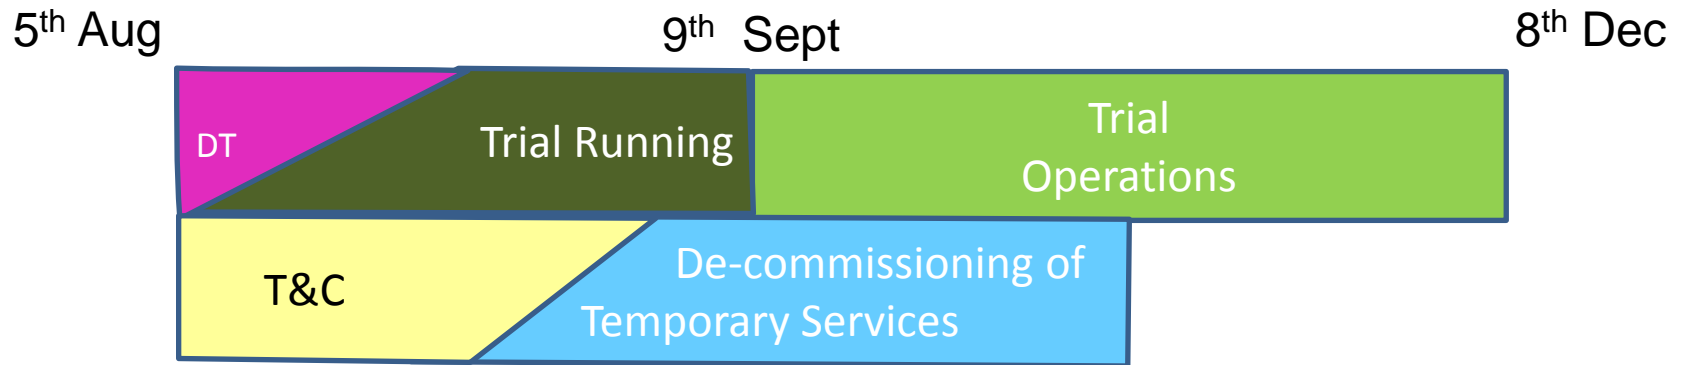 5th Aug
9th Sept
8th Dec
DT
Trial Running
Trial
Operations
T&C
De-commissioning of
Temporary Services